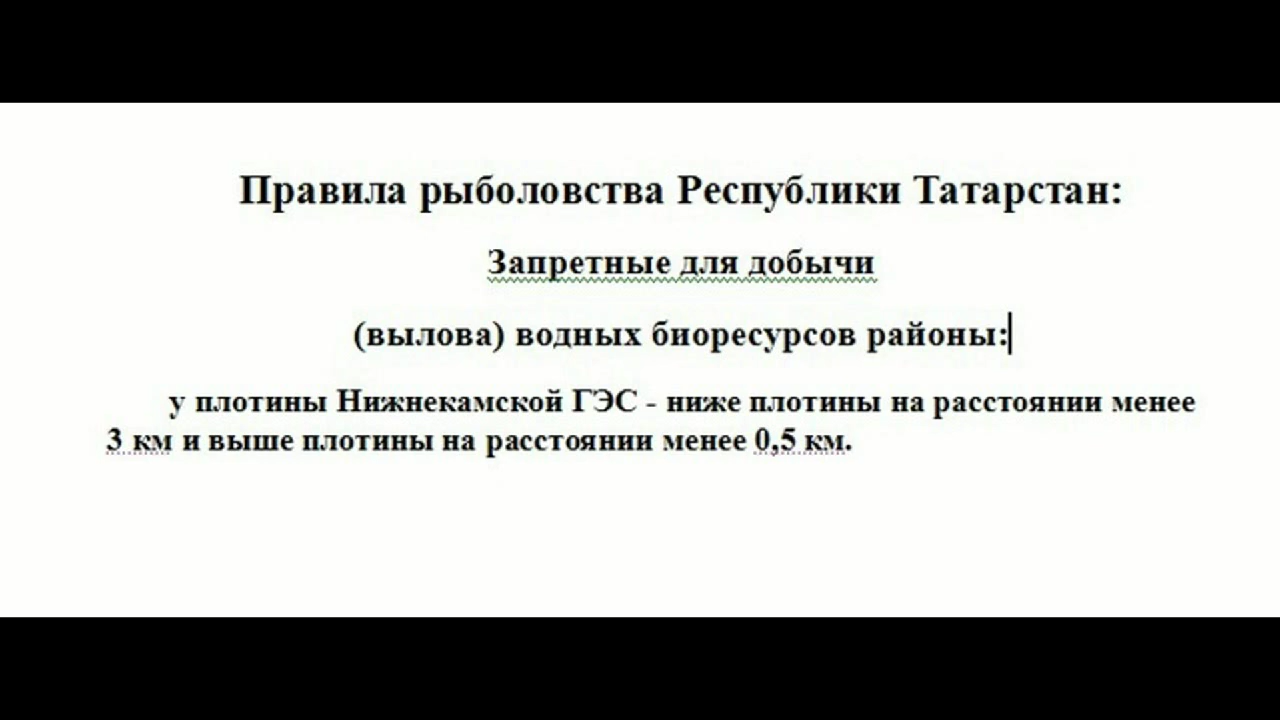 Правила рыболовства Республики Татарстан:
Запретные для добычи
(вылова) водных биоресурсов районы:
у плотины Нижнекамской ГЭС - ниже плотины на расстоянии менее
3 км и выше плотины на расстоянии менее 0,5 км.